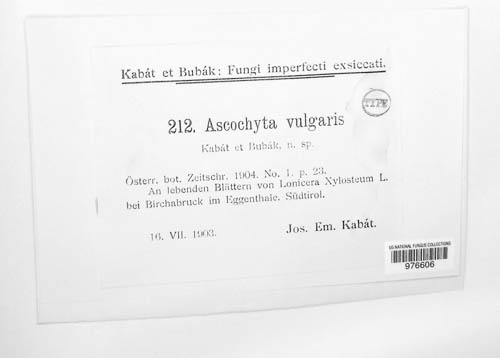 Kabát et Bubák: Fungi imperfecti exsiccati.
TYPE
212. Ascochyta vulgaris
Kabát et Bubák, n. sp.
Österr. bot. Zeitschr. 1904. No. 1. p. 23.
An lebenden Blättern von Lonicera Xylosteum L.
bei Birchabruck im Eggenthale, Südtirol.
16. VII. 1903.
Jos. Em. Kabát.
US NATIONAL FUNGUS COLLECTIONS
976606